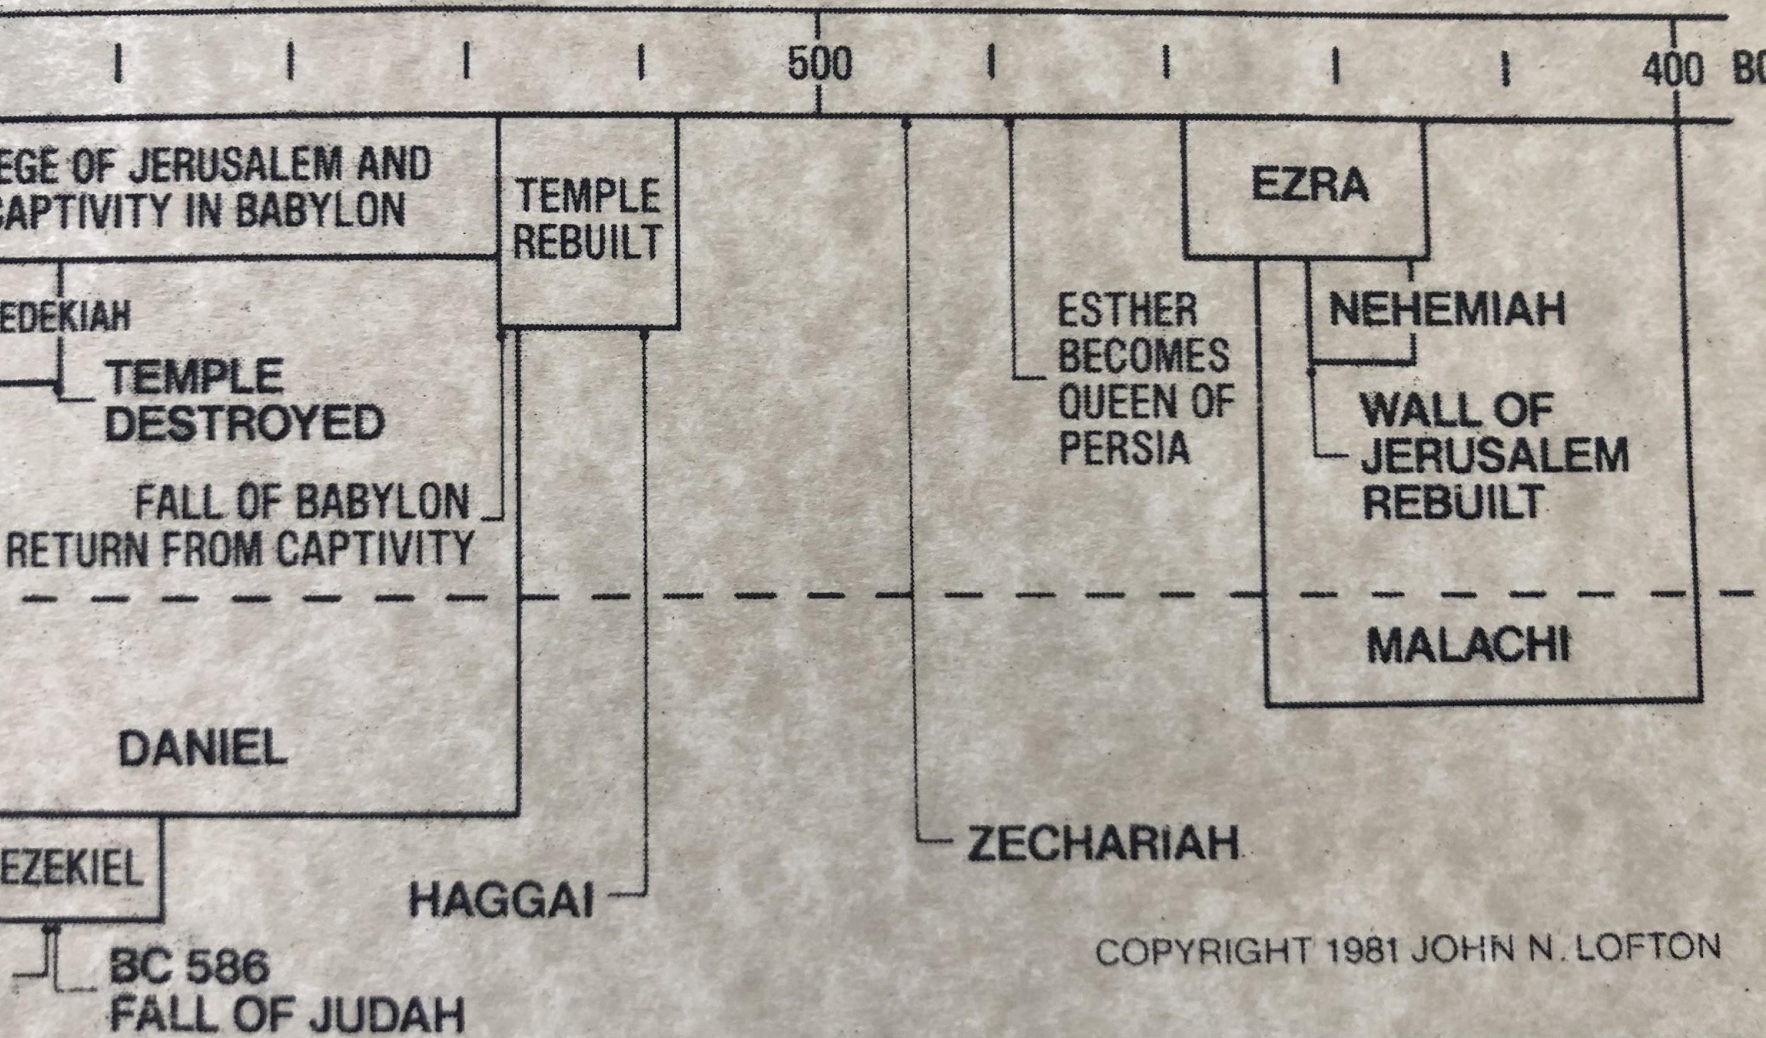 500
400 BC
EGE OF JERUSALEM AND
CAPTIVITY IN BABYLON
TEMPLE
REBUILT
EZRA
EDEKIAH
TEMPLE
DESTROYED
ESTHER
BECOMES
QUEEN OF
PERSIA
NEHEMIAH
WALL OF
JERUSALEM
REBUILT
FALL OF BABYLON
RETURN FROM CAPTIVITY
MALACHI
DANIEL
ZECHARIAH
EZEKIEL
HAGGAI
BC 586
FALL OF JUDAH
COPYRIGHT 1981 JOHN N. LOFTON